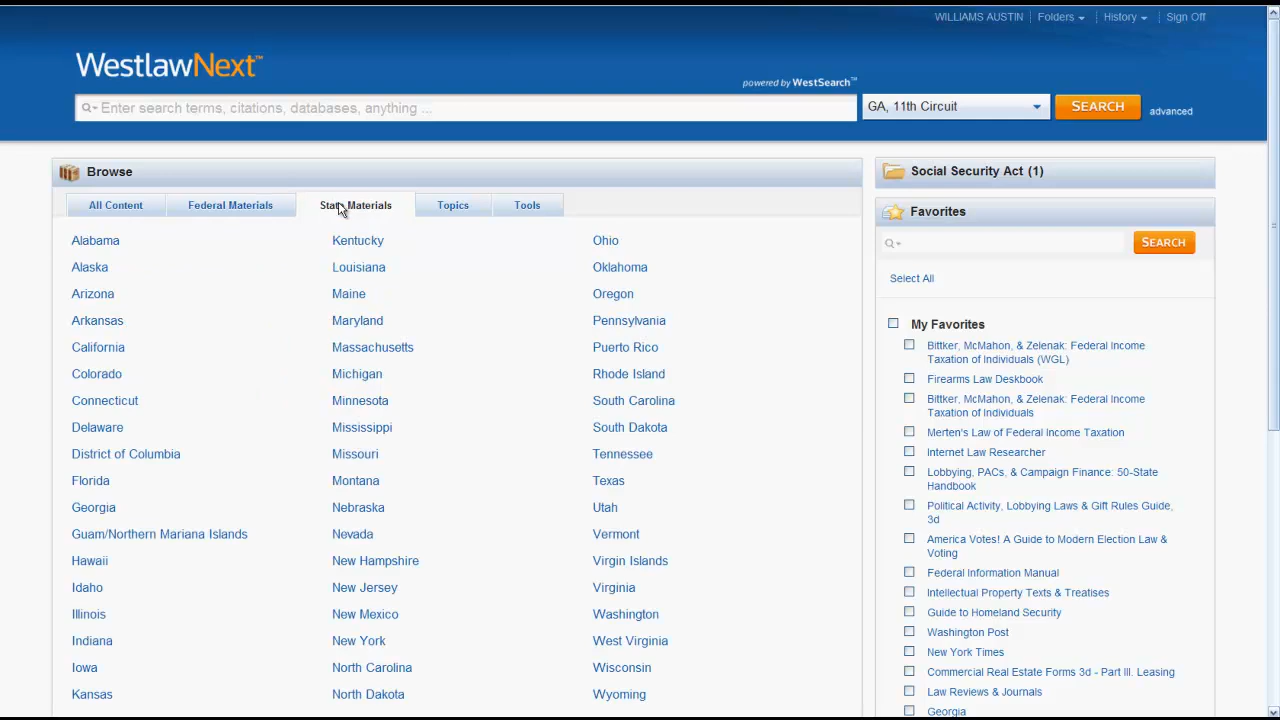 WILLIAMS AUSTIN Folders History Sign Off
WestlawNext™
powered by WestSearch™
Enter search terms, citations, databases, anything ...
GA, 11th Circuit
SEARCH
advanced
Browse
All Content
Federal Materials
State Materials
Topics
Tools
Alabama
Alaska
Arizona
Arkansas
California
Colorado
Connecticut
Delaware
District of Columbia
Florida
Georgia
Guam/Northern Mariana Islands
Hawaii
Idaho
Illinois
Indiana
Iowa
Kansas
Kentucky
Louisiana
Maine
Maryland
Massachusetts
Michigan
Minnesota
Mississippi
Missouri
Montana
Nebraska
Nevada
New Hampshire
New Jersey
New Mexico
New York
North Carolina
North Dakota
Ohio
Oklahoma
Oregon
Pennsylvania
Puerto Rico
Rhode Island
South Carolina
South Dakota
Tennessee
Texas
Utah
Vermont
Virgin Islands
Virginia
Washington
West Virginia
Wisconsin
Wyoming
Social Security Act (1)
Favorites
SEARCH
Select All
My Favorites
Bittker, McMahon, & Zelenak: Federal Income
Taxation of Individuals (WGL)
Firearms Law Deskbook
Bittker, McMahon, & Zelenak: Federal Income
Taxation of Individuals
Merten's Law of Federal Income Taxation
Internet Law Researcher
Lobbying, PACs, & Campaign Finance: 50-State
Handbook
Political Activity, Lobbying Laws & Gift Rules Guide,
3d
America Votes! A Guide to Modern Election Law &
Voting
Federal Information Manual
Intellectual Property Texts & Treatises
Guide to Homeland Security
Washington Post
New York Times
Commercial Real Estate Forms 3d - Part III. Leasing
Law Reviews & Journals
Georgia